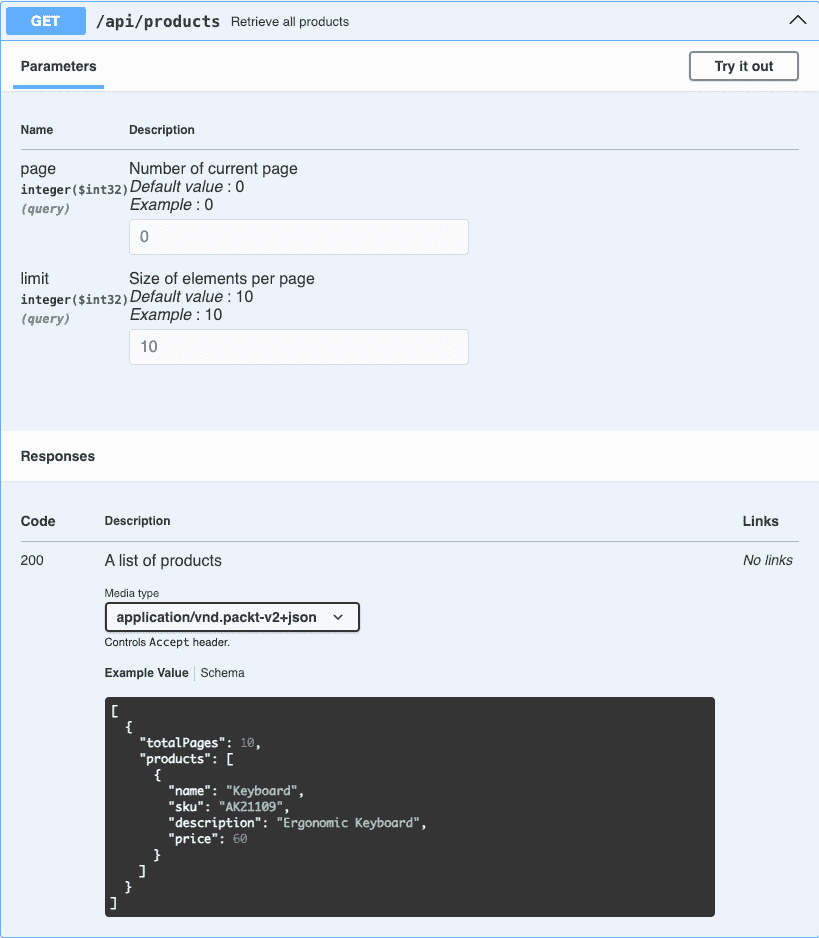 GET /api/products Retrieve all products
Parameters
Try it out
Name Description
page Number of current page
integer($int32) Default value : 0
(query) Example : 0
0
limit Size of elements per page
integer($int32) Default value : 10
(query) Example : 10
10
Responses
Code Description Links
200 A list of products No links
Media type
application/vnd.packt-v2+json
Controls Accept header.
Example Value Schema
[
  {
    "totalPages": 10,
    "products": [
      {
        "name": "Keyboard",
        "sku": "AK21109",
        "description": "Ergonomic Keyboard",
        "price": 60
      }
    ]
  }
]